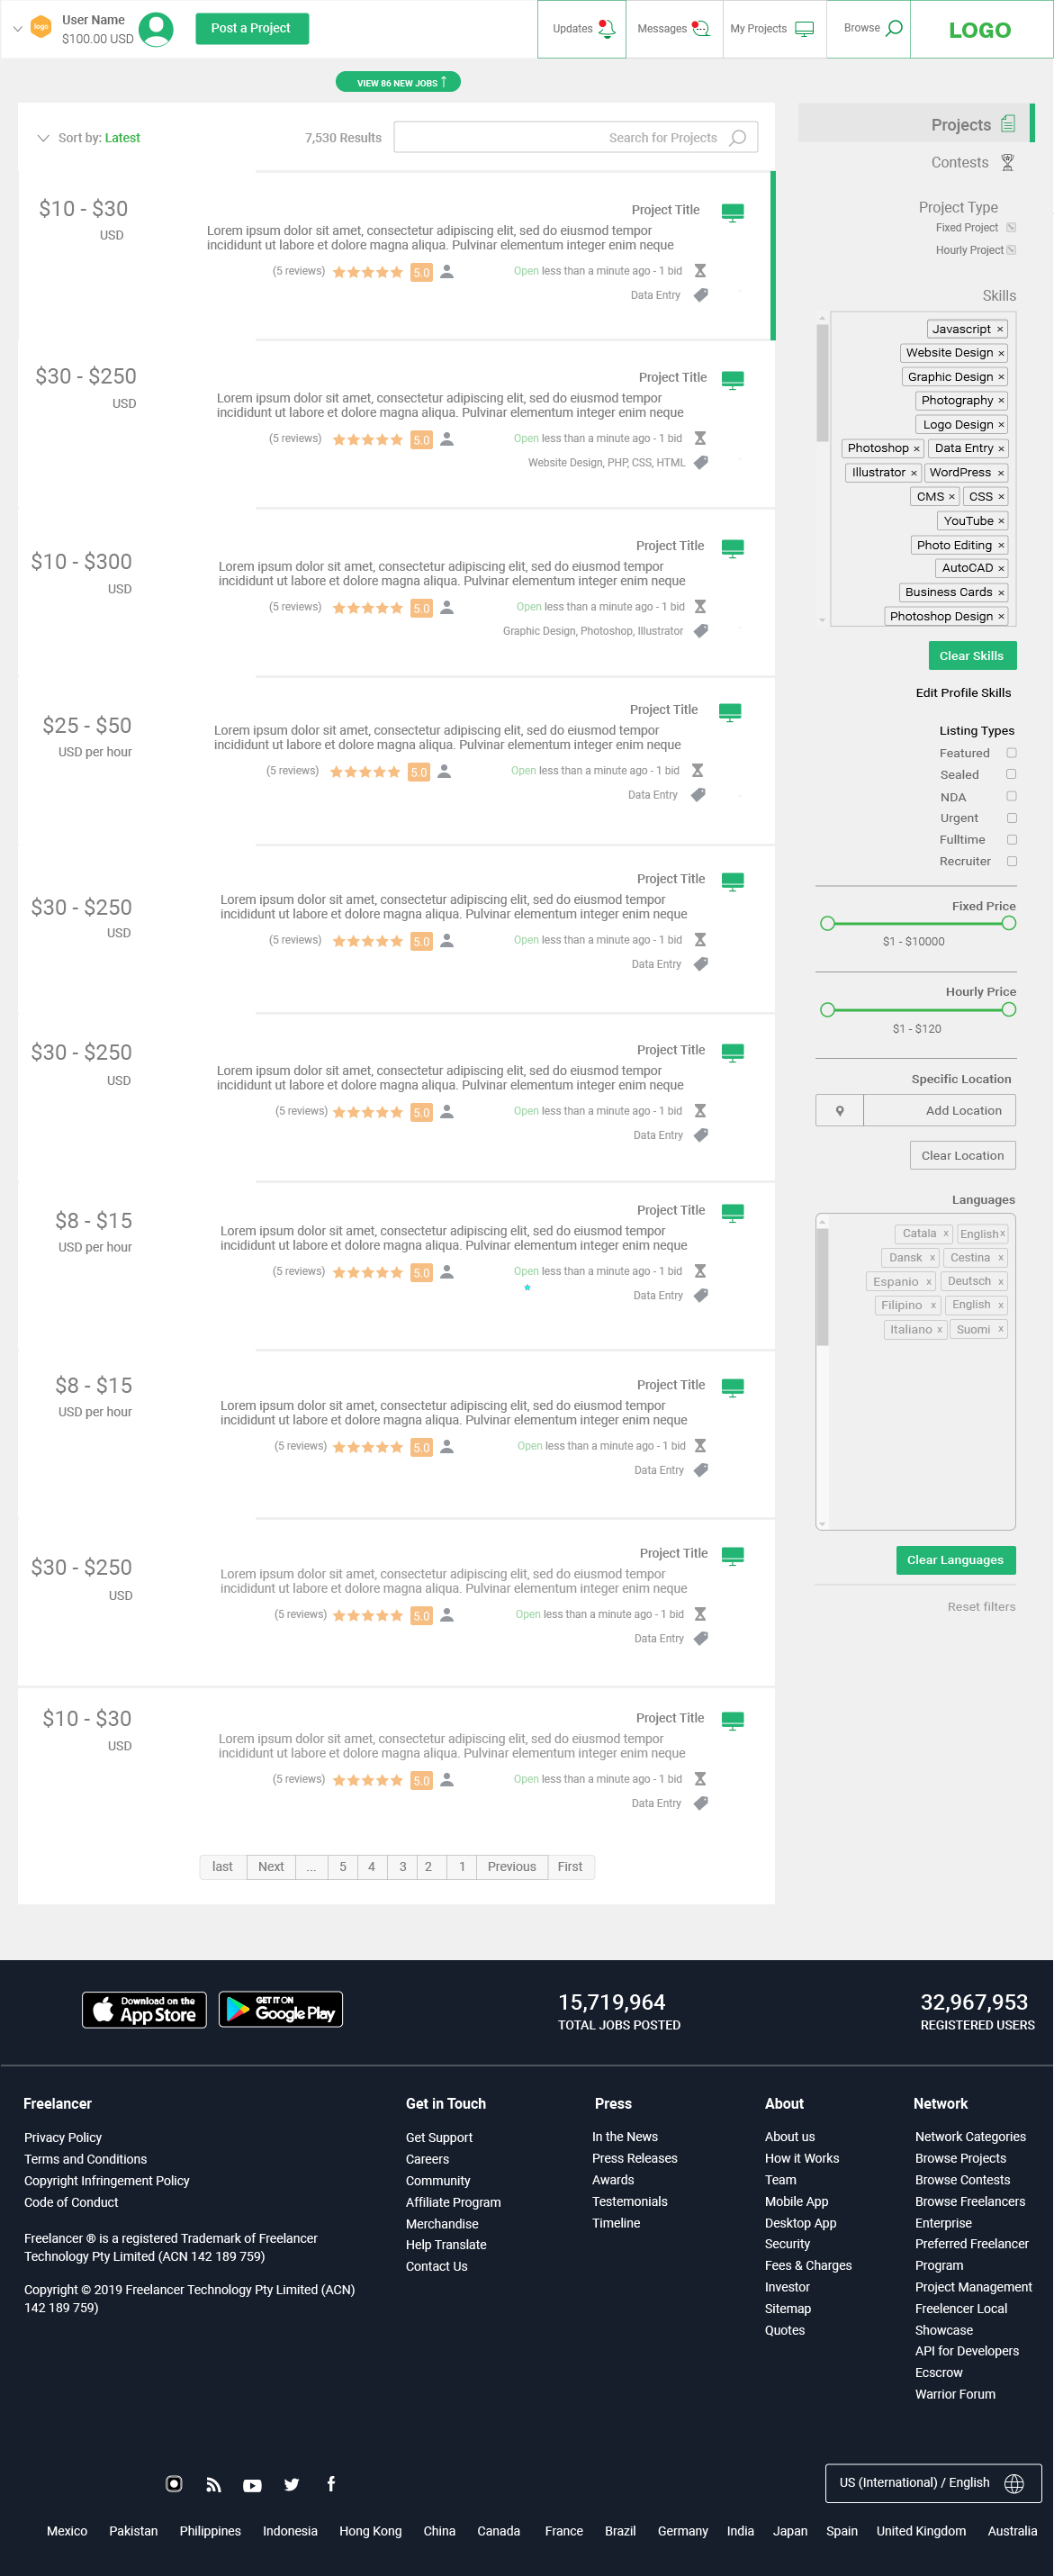 logo
User Name
$100.00 USD
Post a Project
Updates
Messages
My Projects
Browse
LOGO
VIEW 86 NEW JOBS ↑
Sort by: Latest
7,530 Results
Search for Projects
$10 - $30
USD
Project Title
Lorem ipsum dolor sit amet, consectetur adipiscing elit, sed do eiusmod tempor
incididunt ut labore et dolore magna aliqua. Pulvinar elementum integer enim neque
(5 reviews) 5.0
Open less than a minute ago - 1 bid
Data Entry
$30 - $250
USD
Project Title
Lorem ipsum dolor sit amet, consectetur adipiscing elit, sed do eiusmod tempor
incididunt ut labore et dolore magna aliqua. Pulvinar elementum integer enim neque
(5 reviews) 5.0
Open less than a minute ago - 1 bid
Website Design, PHP, CSS, HTML
$10 - $300
USD
Project Title
Lorem ipsum dolor sit amet, consectetur adipiscing elit, sed do eiusmod tempor
incididunt ut labore et dolore magna aliqua. Pulvinar elementum integer enim neque
(5 reviews) 5.0
Open less than a minute ago - 1 bid
Graphic Design, Photoshop, Illustrator
$25 - $50
USD per hour
Project Title
Lorem ipsum dolor sit amet, consectetur adipiscing elit, sed do eiusmod tempor
incididunt ut labore et dolore magna aliqua. Pulvinar elementum integer enim neque
(5 reviews) 5.0
Open less than a minute ago - 1 bid
Data Entry
$30 - $250
USD
Project Title
Lorem ipsum dolor sit amet, consectetur adipiscing elit, sed do eiusmod tempor
incididunt ut labore et dolore magna aliqua. Pulvinar elementum integer enim neque
(5 reviews) 5.0
Open less than a minute ago - 1 bid
Data Entry
$30 - $250
USD
Project Title
Lorem ipsum dolor sit amet, consectetur adipiscing elit, sed do eiusmod tempor
incididunt ut labore et dolore magna aliqua. Pulvinar elementum integer enim neque
(5 reviews) 5.0
Open less than a minute ago - 1 bid
Data Entry
$8 - $15
USD per hour
Project Title
Lorem ipsum dolor sit amet, consectetur adipiscing elit, sed do eiusmod tempor
incididunt ut labore et dolore magna aliqua. Pulvinar elementum integer enim neque
(5 reviews) 5.0
Open less than a minute ago - 1 bid
Data Entry
$8 - $15
USD per hour
Project Title
Lorem ipsum dolor sit amet, consectetur adipiscing elit, sed do eiusmod tempor
incididunt ut labore et dolore magna aliqua. Pulvinar elementum integer enim neque
(5 reviews) 5.0
Open less than a minute ago - 1 bid
Data Entry
$30 - $250
USD
Project Title
Lorem ipsum dolor sit amet, consectetur adipiscing elit, sed do eiusmod tempor
incididunt ut labore et dolore magna aliqua. Pulvinar elementum integer enim neque
(5 reviews) 5.0
Open less than a minute ago - 1 bid
Data Entry
$10 - $30
USD
Project Title
Lorem ipsum dolor sit amet, consectetur adipiscing elit, sed do eiusmod tempor
incididunt ut labore et dolore magna aliqua. Pulvinar elementum integer enim neque
(5 reviews) 5.0
Open less than a minute ago - 1 bid
Data Entry
last Next ... 5 4 3 2 1 Previous First
Projects
Contests
Project Type
Fixed Project
Hourly Project
Skills
Javascript ×
Website Design ×
Graphic Design ×
Photography ×
Logo Design ×
Photoshop × Data Entry ×
Illustrator × WordPress ×
CMS × CSS ×
YouTube ×
Photo Editing ×
AutoCAD ×
Business Cards ×
Photoshop Design ×
Clear Skills
Edit Profile Skills
Listing Types
Featured
Sealed
NDA
Urgent
Fulltime
Recruiter
Fixed Price
$1 - $10000
Hourly Price
$1 - $120
Specific Location
Add Location
Clear Location
Languages
Catala x English x
Dansk x Cestina x
Espanio x Deutsch x
Filipino x English x
Italiano x Suomi x
Clear Languages
Reset filters
Download on the
App Store
GET IT ON
Google Play
15,719,964
TOTAL JOBS POSTED
32,967,953
REGISTERED USERS
Freelancer
Privacy Policy
Terms and Conditions
Copyright Infringement Policy
Code of Conduct
Freelancer ® is a registered Trademark of Freelancer
Technology Pty Limited (ACN 142 189 759)
Copyright © 2019 Freelancer Technology Pty Limited (ACN)
142 189 759)
Get in Touch
Get Support
Careers
Community
Affiliate Program
Merchandise
Help Translate
Contact Us
Press
In the News
Press Releases
Awards
Testemonials
Timeline
About
About us
How it Works
Team
Mobile App
Desktop App
Security
Fees & Charges
Investor
Sitemap
Quotes
Network
Network Categories
Browse Projects
Browse Contests
Browse Freelancers
Enterprise
Preferred Freelancer
Program
Project Management
Freelencer Local
Showcase
API for Developers
Ecscrow
Warrior Forum
US (International) / English
Mexico Pakistan Philippines Indonesia Hong Kong China Canada France Brazil Germany India Japan Spain United Kingdom Australia